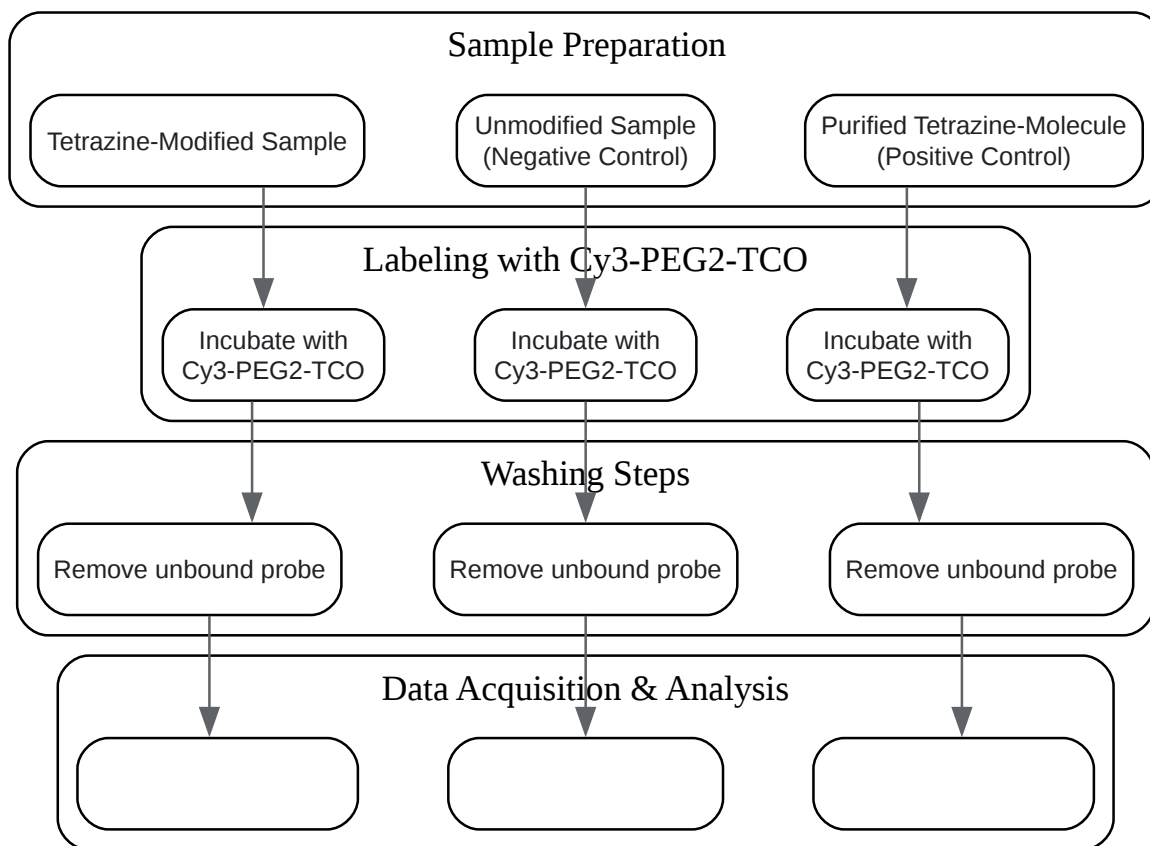 Sample Preparation
Tetrazine-Modified Sample
Unmodified Sample
(Negative Control)
Purified Tetrazine-Molecule
(Positive Control)
Labeling with Cy3-PEG2-TCO
Incubate with
Cy3-PEG2-TCO
Incubate with
Cy3-PEG2-TCO
Incubate with
Cy3-PEG2-TCO
Washing Steps
Remove unbound probe
Remove unbound probe
Remove unbound probe
Data Acquisition & Analysis